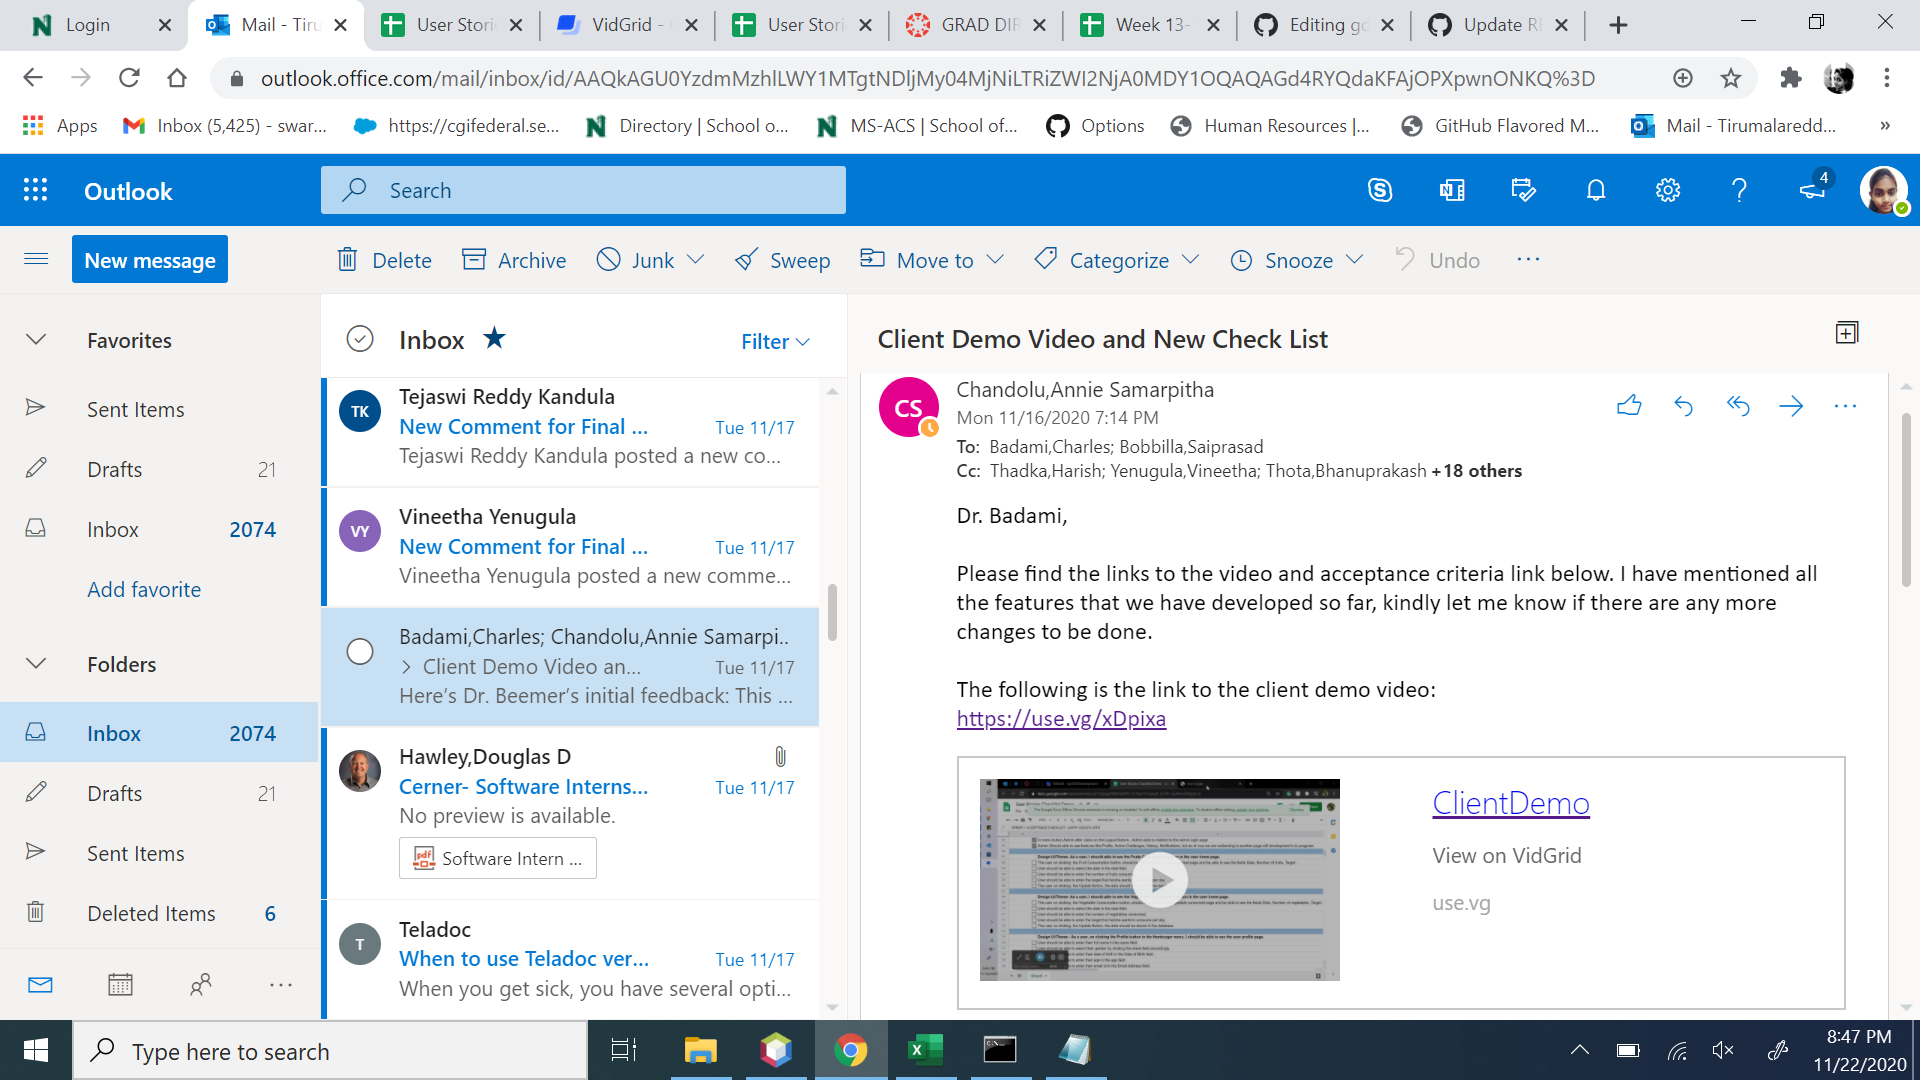 Login
Mail - Tiru
User Stori
VidGrid -
User Stori
GRAD DIR
Week 13-
Editing go
Update RE
outlook.office.com/mail/inbox/id/AAQkAGU0YzdmMzhlLWY1MTgtNDljMy04MjNiLTRiZWI2NjA0MDY1OQAQAGd4RYQdaKFAjOPXpwnONKQ%3D
Apps
Inbox (5,425) - swar...
https://cgifederal.se...
Directory | School o...
MS-ACS | School of...
Options
Human Resources |...
GitHub Flavored M...
Mail - Tirumalaredd...
»
Outlook
Search
4
New message
Delete
Archive
Junk
Sweep
Move to
Categorize
Snooze
Undo
Favorites
Sent Items
Drafts 21
Inbox 2074
Add favorite
Folders
Inbox 2074
Drafts 21
Sent Items
Deleted Items 6
Inbox
Filter
TK
Tejaswi Reddy Kandula
New Comment for Final ... Tue 11/17
Tejaswi Reddy Kandula posted a new co...
VY
Vineetha Yenugula
New Comment for Final ... Tue 11/17
Vineetha Yenugula posted a new comme...
Badami,Charles; Chandolu,Annie Samarpi..
Client Demo Video an... Tue 11/17
Here's Dr. Beemer's initial feedback: This ...
Hawley,Douglas D
Cerner- Software Interns... Tue 11/17
No preview is available.
pdf
Software Intern ...
T
Teladoc
When to use Teladoc ver... Tue 11/17
When you get sick, you have several opti...
Client Demo Video and New Check List
CS
Chandolu,Annie Samarpitha
Mon 11/16/2020 7:14 PM
To: Badami,Charles; Bobbilla,Saiprasad
Cc: Thadka,Harish; Yenugula,Vineetha; Thota,Bhanuprakash +18 others
Dr. Badami,
Please find the links to the video and acceptance criteria link below. I have mentioned all
the features that we have developed so far, kindly let me know if there are any more
changes to be done.
The following is the link to the client demo video:
https://use.vg/xDpixa
ClientDemo
View on VidGrid
use.vg
Type here to search
8:47 PM
11/22/2020